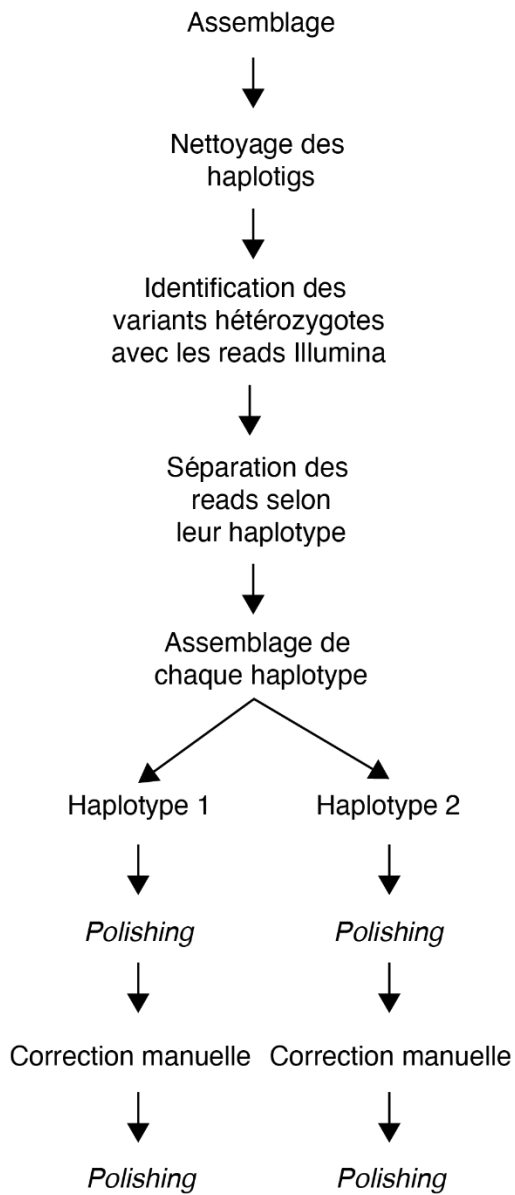 Assemblage
Nettoyage des
haplotigs
Identification des
variants hétérozygotes
avec les reads Illumina
Séparation des
reads selon
leur haplotype
Assemblage de
chaque haplotype
Haplotype 1
Haplotype 2
Polishing
Polishing
Correction manuelle
Correction manuelle
Polishing
Polishing